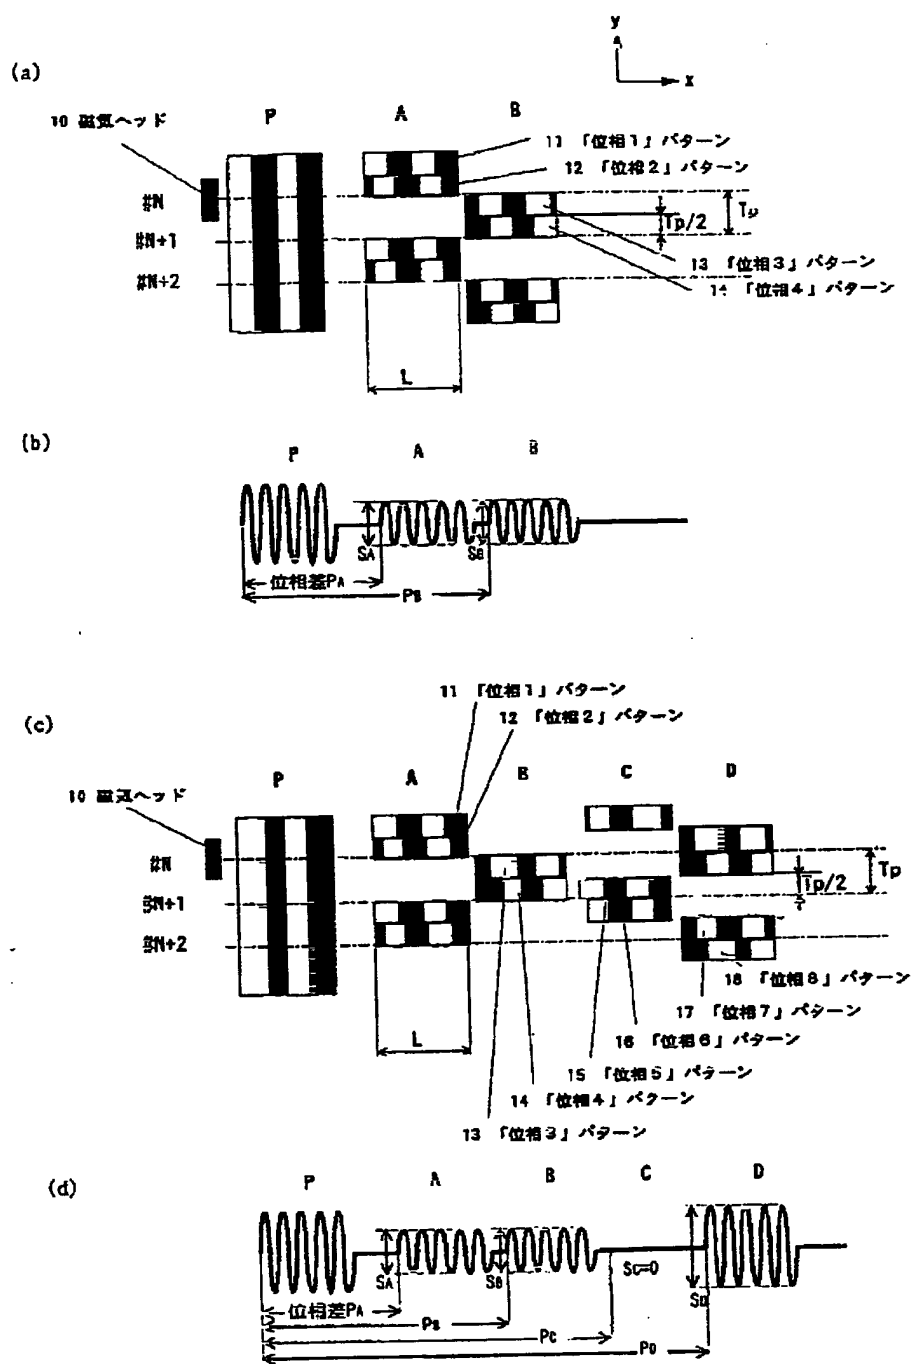 (a)
y
x
P A B
10 磁気ヘッド
11 「位相1」パターン
12 「位相2」パターン
#N
#N+1
#N+2
Tp
Tp/2
13 「位相3」パターン
14 「位相4」パターン
L
(b)
P A B
SA
SB
位相差PA
PB
(c)
11 「位相1」パターン
12 「位相2」パターン
P A B C D
10 磁気ヘッド
#N
#N+1
#N+2
Tp
Tp/2
L
18 「位相8」パターン
17 「位相7」パターン
16 「位相6」パターン
15 「位相5」パターン
14 「位相4」パターン
13 「位相3」パターン
(d)
P A B C D
SA
SB
SC=0
SD
位相差PA
PB
PC
PD